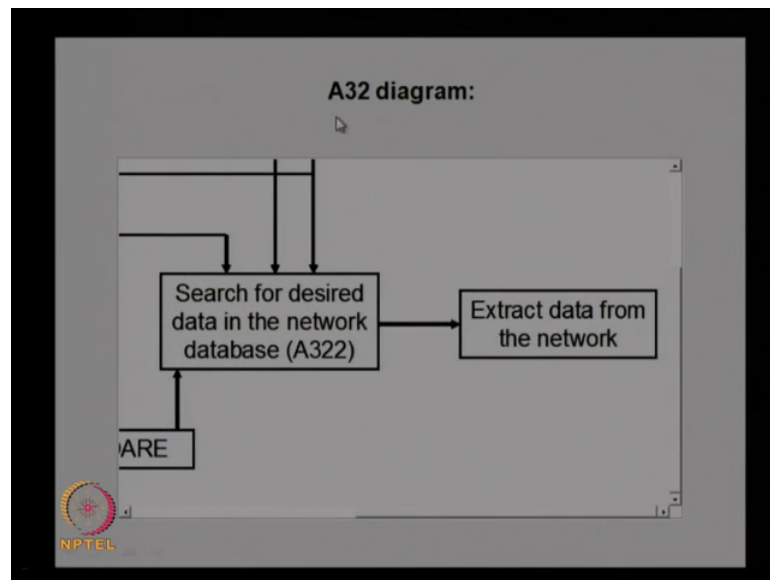 A32 diagram:
Search for desired
data in the network
database (A322)
Extract data from
the network
ARE
NPTEL